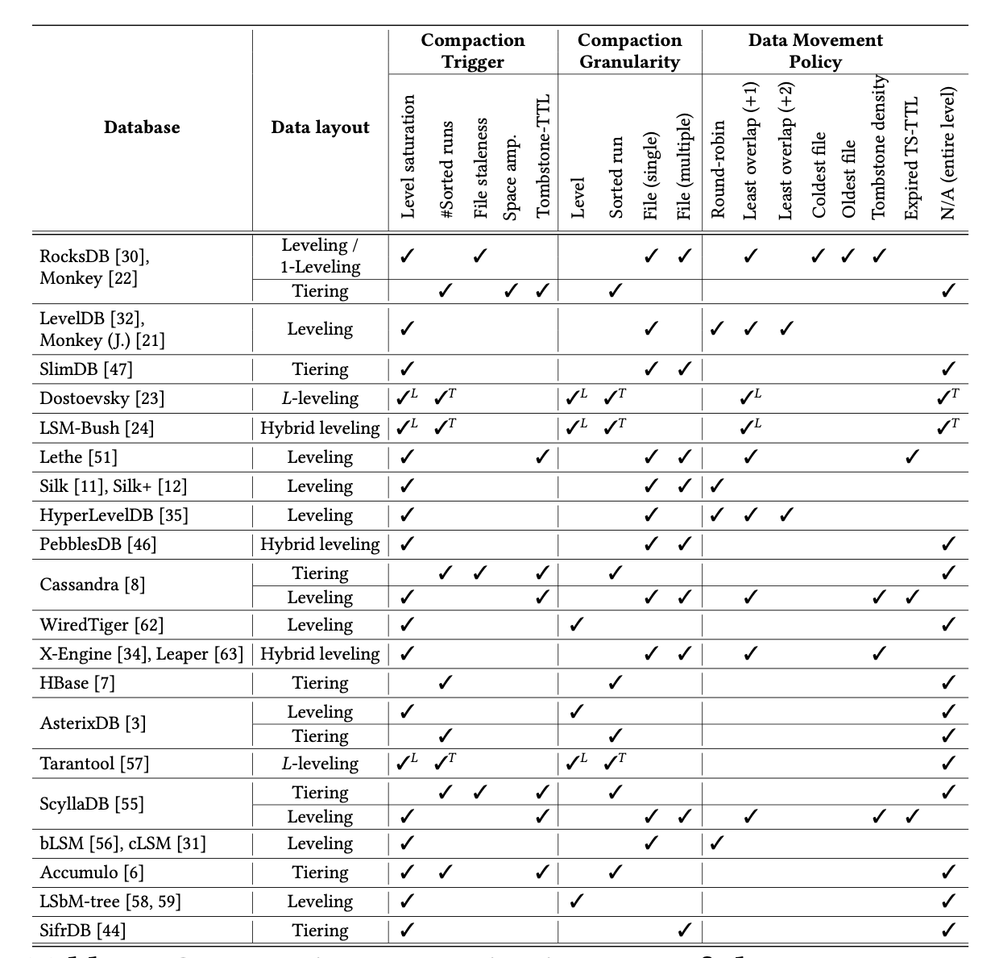 Compaction Trigger | Compaction Granularity | Data Movement Policy
Database | Data layout | Level saturation | #Sorted runs | File staleness | Space amp. | Tombstone-TTL | Level | Sorted run | File (single) | File (multiple) | Round-robin | Least overlap (+1) | Least overlap (+2) | Coldest file | Oldest file | Tombstone density | Expired TS-TTL | N/A (entire level)
RocksDB [30], Monkey [22] | Leveling / 1-Leveling | ✓ | | ✓ | | | | | ✓ | ✓ | | ✓ | | ✓ | ✓ | ✓ | |
| Tiering | | ✓ | | ✓ | ✓ | | ✓ | | | | | | | | | | ✓
LevelDB [32], Monkey (J.) [21] | Leveling | ✓ | | | | | | | ✓ | | ✓ | ✓ | ✓ | | | | |
SlimDB [47] | Tiering | ✓ | | | | | | | ✓ | ✓ | | | | | | | | ✓
Dostoevsky [23] | L-leveling | ✓L | ✓T | | | | ✓L | ✓T | | | | ✓L | | | | | | ✓T
LSM-Bush [24] | Hybrid leveling | ✓L | ✓T | | | | ✓L | ✓T | | | | ✓L | | | | | | ✓T
Lethe [51] | Leveling | ✓ | | | | ✓ | | | ✓ | ✓ | | ✓ | | | | | ✓ |
Silk [11], Silk+ [12] | Leveling | ✓ | | | | | | | ✓ | ✓ | ✓ | | | | | | |
HyperLevelDB [35] | Leveling | ✓ | | | | | | | ✓ | | ✓ | ✓ | ✓ | | | | |
PebblesDB [46] | Hybrid leveling | ✓ | | | | | | | ✓ | ✓ | | | | | | | | ✓
Cassandra [8] | Tiering | | ✓ | ✓ | | ✓ | | ✓ | | | | | | | | | | ✓
| Leveling | ✓ | | | | ✓ | | | ✓ | ✓ | | ✓ | | | | ✓ | ✓ |
WiredTiger [62] | Leveling | ✓ | | | | | ✓ | | | | | | | | | | | ✓
X-Engine [34], Leaper [63] | Hybrid leveling | ✓ | | | | | | | ✓ | ✓ | | ✓ | | | | ✓ | |
HBase [7] | Tiering | | ✓ | | | | | ✓ | | | | | | | | | | ✓
AsterixDB [3] | Leveling | ✓ | | | | | ✓ | | | | | | | | | | | ✓
| Tiering | | ✓ | | | | | ✓ | | | | | | | | | | ✓
Tarantool [57] | L-leveling | ✓L | ✓T | | | | ✓L | ✓T | | | | | | | | | | ✓
ScyllaDB [55] | Tiering | | ✓ | ✓ | | ✓ | | ✓ | | | | | | | | | | ✓
| Leveling | ✓ | | | | ✓ | | | ✓ | ✓ | | ✓ | | | | ✓ | ✓ |
bLSM [56], cLSM [31] | Leveling | ✓ | | | | | | | ✓ | | ✓ | | | | | | |
Accumulo [6] | Tiering | ✓ | ✓ | | | ✓ | | ✓ | | | | | | | | | | ✓
LSbM-tree [58, 59] | Leveling | ✓ | | | | | ✓ | | | | | | | | | | | ✓
SifrDB [44] | Tiering | ✓ | | | | | | | | ✓ | | | | | | | | ✓